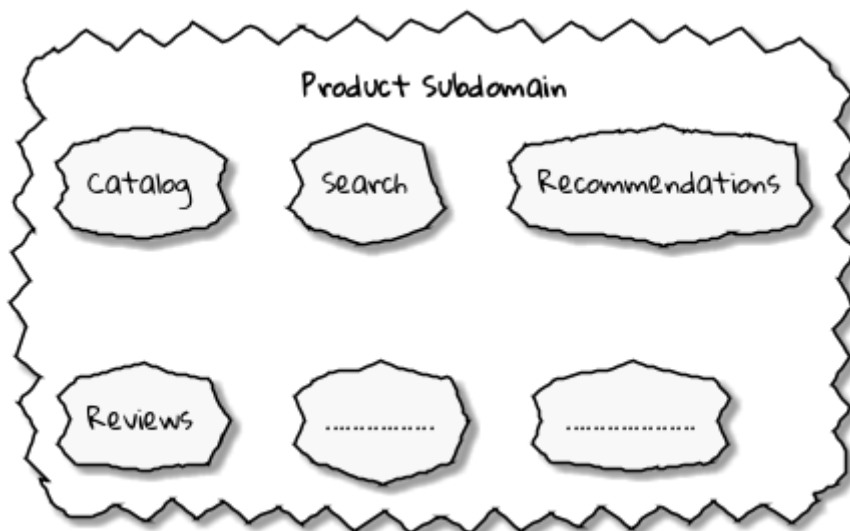 Product Subdomain
Catalog
Search
Recommendations
Reviews
..............
.................